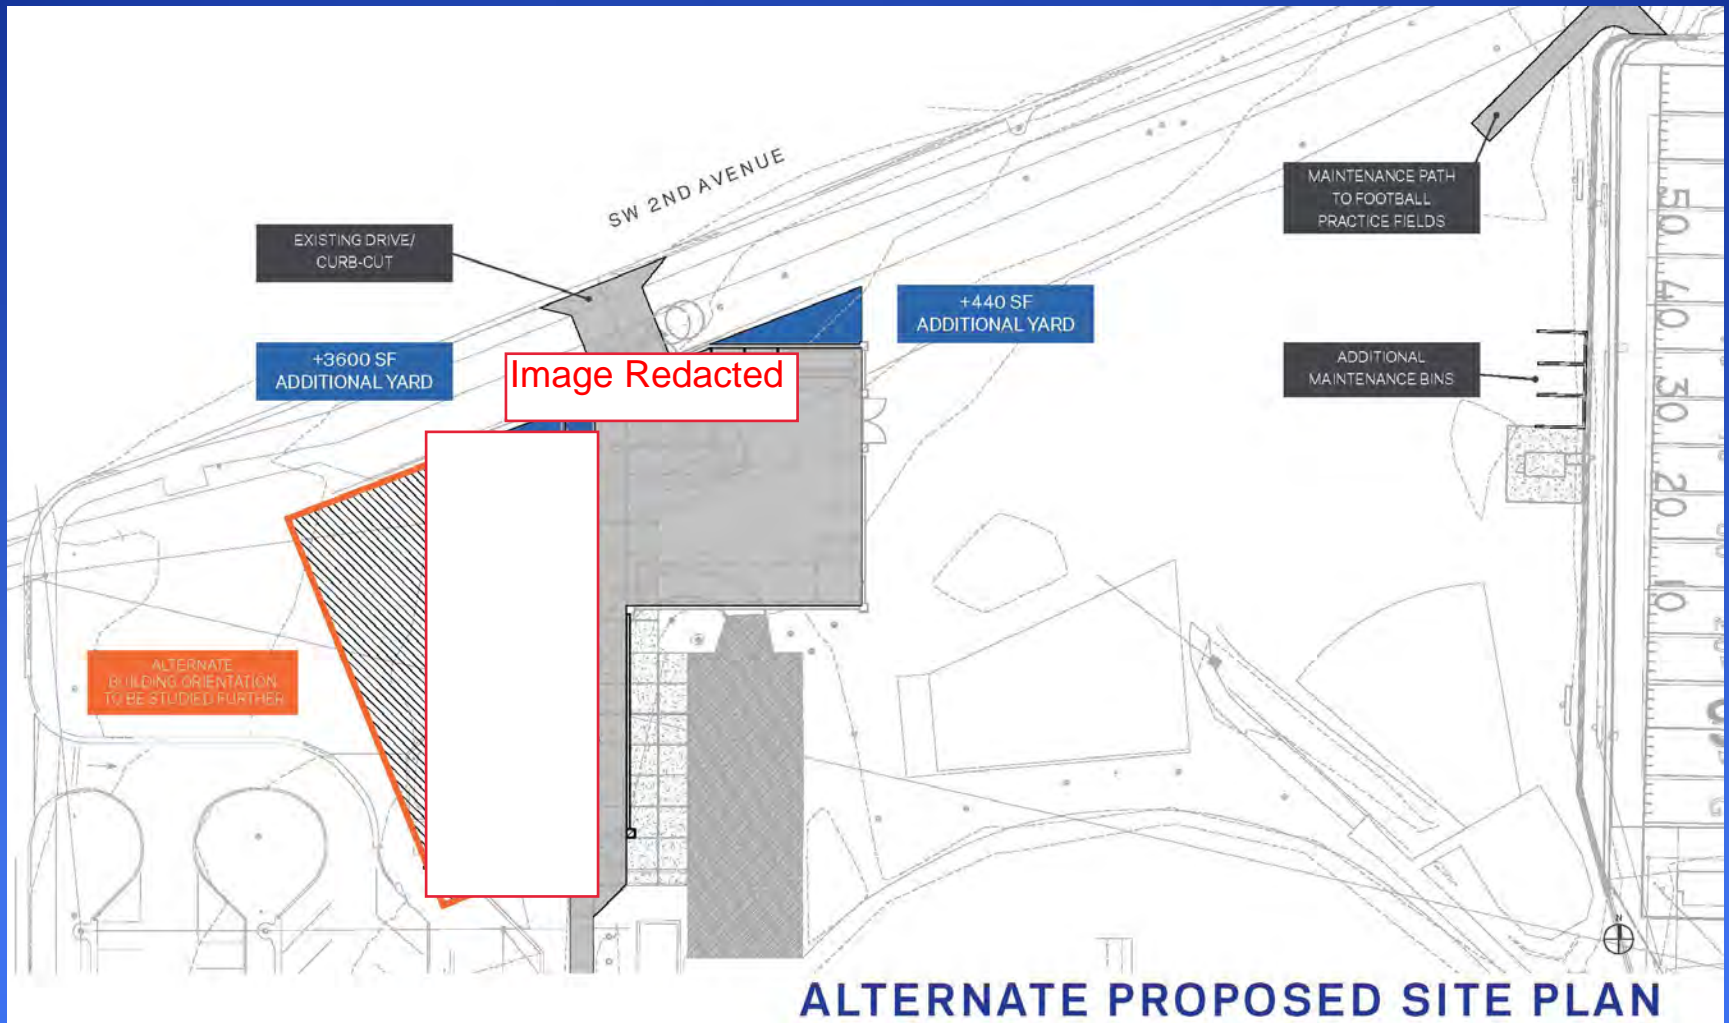 SW 2ND AVENUE
MAINTENANCE PATH
TO FOOTBALL
PRACTICE FIELDS
EXISTING DRIVE/
CURB-CUT
+440 SF
ADDITIONAL YARD
+3600 SF
ADDITIONAL YARD
Image Redacted
ADDITIONAL
MAINTENANCE BINS
50
40
30
20
10
ALTERNATE
BUILDING ORIENTATION
TO BE STUDIED FURTHER
G
N
ALTERNATE PROPOSED SITE PLAN